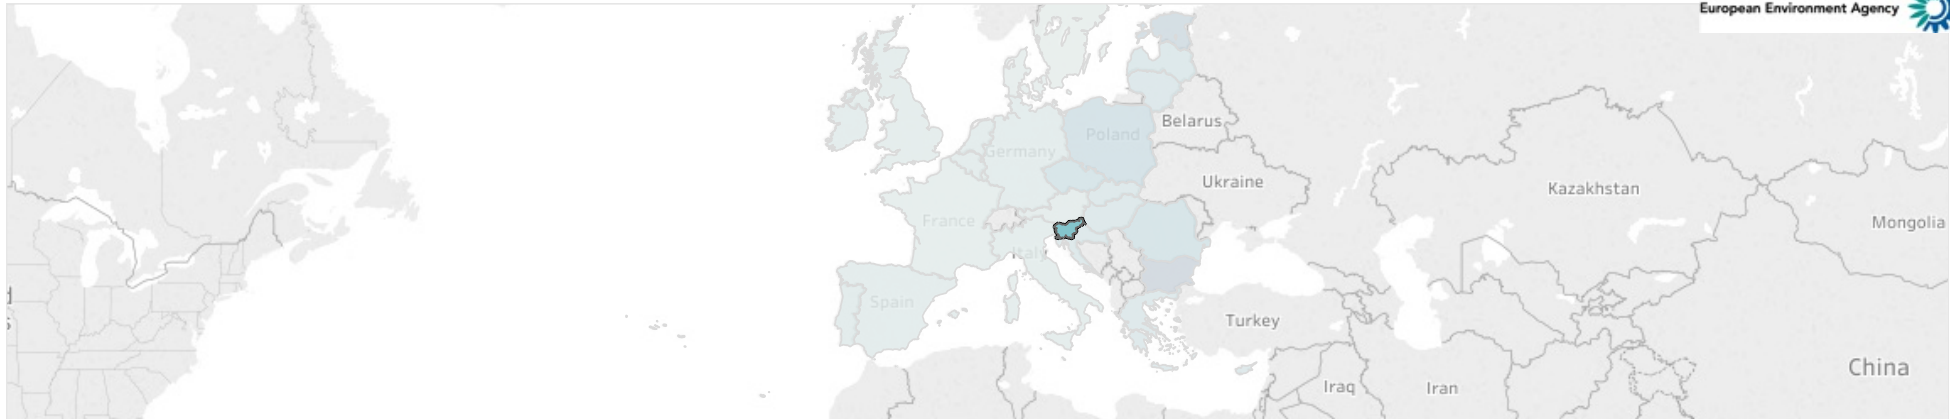 European Environment Agency
Belarus
Poland
Germany
Ukraine
Kazakhstan
France
Mongolia
Italy
Spain
Turkey
China
Iraq
Iran